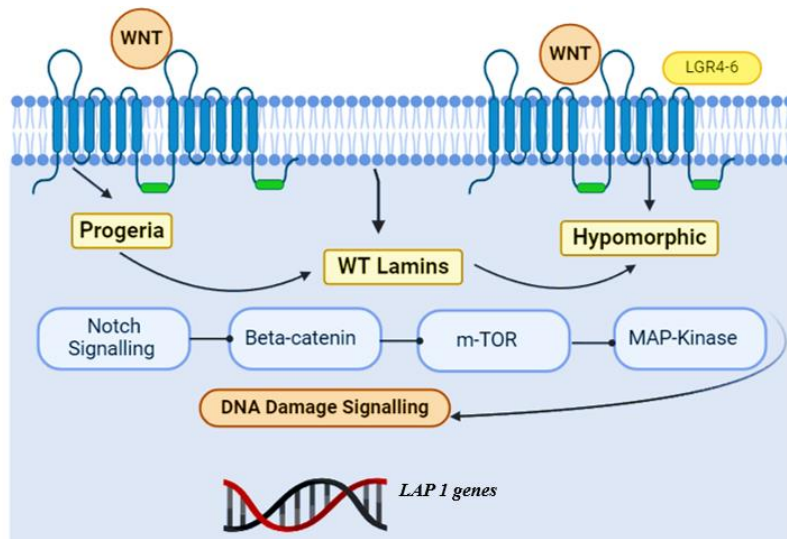 WNT
WNT
LGR4-6
Progeria
WT Lamins
Hypomorphic
Notch
Signalling
Beta-catenin
m-TOR
MAP-Kinase
DNA Damage Signalling
LAP 1 genes